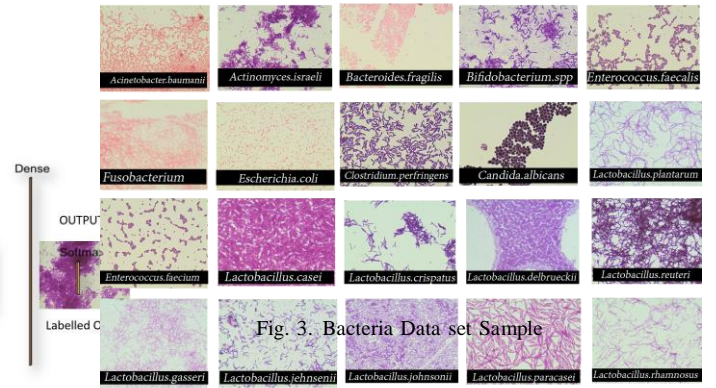 Acinetobacter.baumanii
Actinomyces.israeli
Bacteroides.fragilis
Bifidobacterium.spp
Enterococcus.faecalis
Fusobacterium
Escherichia.coli
Clostridium.perfringens
Candida.albicans
Lactobacillus.plantarum
Dense
OUTPUT
Softmax
Labelled O
Enterococcus.faecium
Lactobacillus.casei
Lactobacillus.crispatus
Lactobacillus.delbrueckii
Lactobacillus.reuteri
Fig. 3. Bacteria Data set Sample
Lactobacillus.gasseri
Lactobacillus.jehnsenii
Lactobacillus.johnsonii
Lactobacillus.paracasei
Lactobacillus.rhamnosus